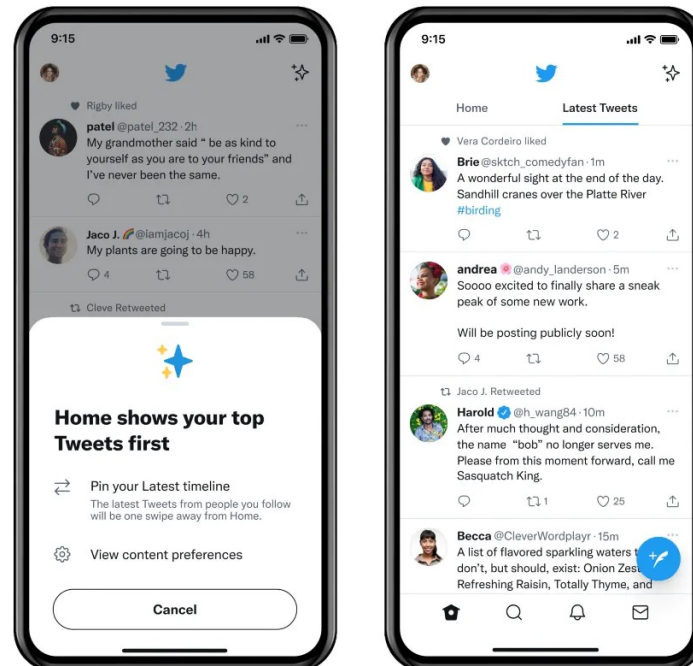 9:15
Rigby liked
patel @patel_232 · 2h
My grandmother said “ be as kind to
yourself as you are to your friends” and
I’ve never been the same.
2
Jaco J. 🌈 @iamjacoj · 4h
My plants are going to be happy.
4 58
Cleve Retweeted
Home shows your top
Tweets first
Pin your Latest timeline
The latest Tweets from people you follow
will be one swipe away from Home.
View content preferences
Cancel
9:15
Home Latest Tweets
Vera Cordeiro liked
Brie @sktch_comedyfan · 1m
A wonderful sight at the end of the day.
Sandhill cranes over the Platte River
#birding
2
andrea 🌸 @andy_landerson · 5m
Soooo excited to finally share a sneak
peak of some new work.
Will be posting publicly soon!
4 58
Jaco J. Retweeted
Harold @h_wang84 · 10m
After much thought and consideration,
the name “bob” no longer serves me.
Please from this moment forward, call me
Sasquatch King.
1 25
Becca @CleverWordplayr · 15m
A list of flavored sparkling waters
don’t, but should, exist: Onion Zest
Refreshing Raisin, Totally Thyme, and